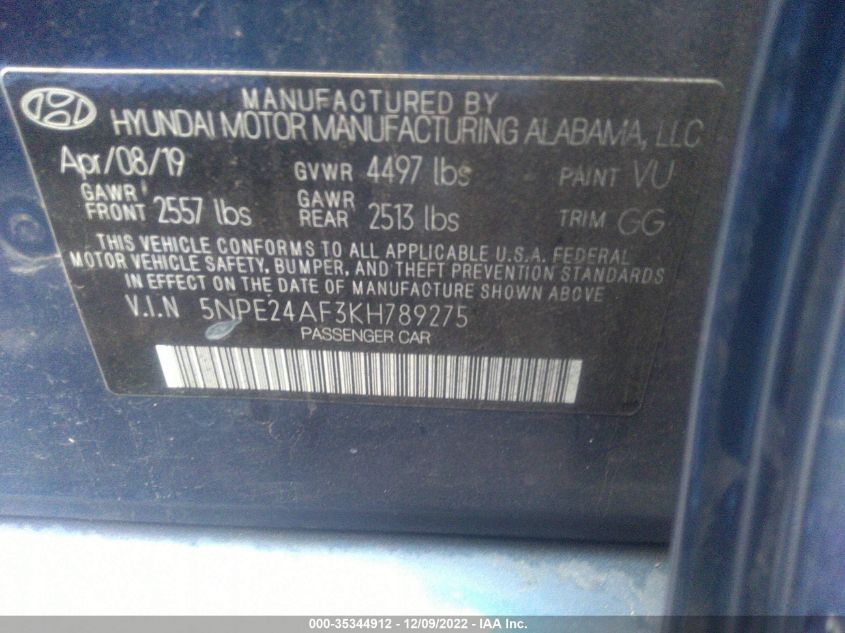 MANUFACTURED BY
HYUNDAI MOTOR MANUFACTURING ALABAMA, LLC
Apr/08/19 GVWR 4497 lbs PAINT VU
GAWR FRONT 2557 lbs GAWR REAR 2513 lbs TRIM GG
THIS VEHICLE CONFORMS TO ALL APPLICABLE U.S.A. FEDERAL
MOTOR VEHICLE SAFETY, BUMPER, AND THEFT PREVENTION STANDARDS
IN EFFECT ON THE DATE OF MANUFACTURE SHOWN ABOVE
V.I.N 5NPE24AF3KH789275
PASSENGER CAR
000-35344912 - 12/09/2022 - IAA Inc.